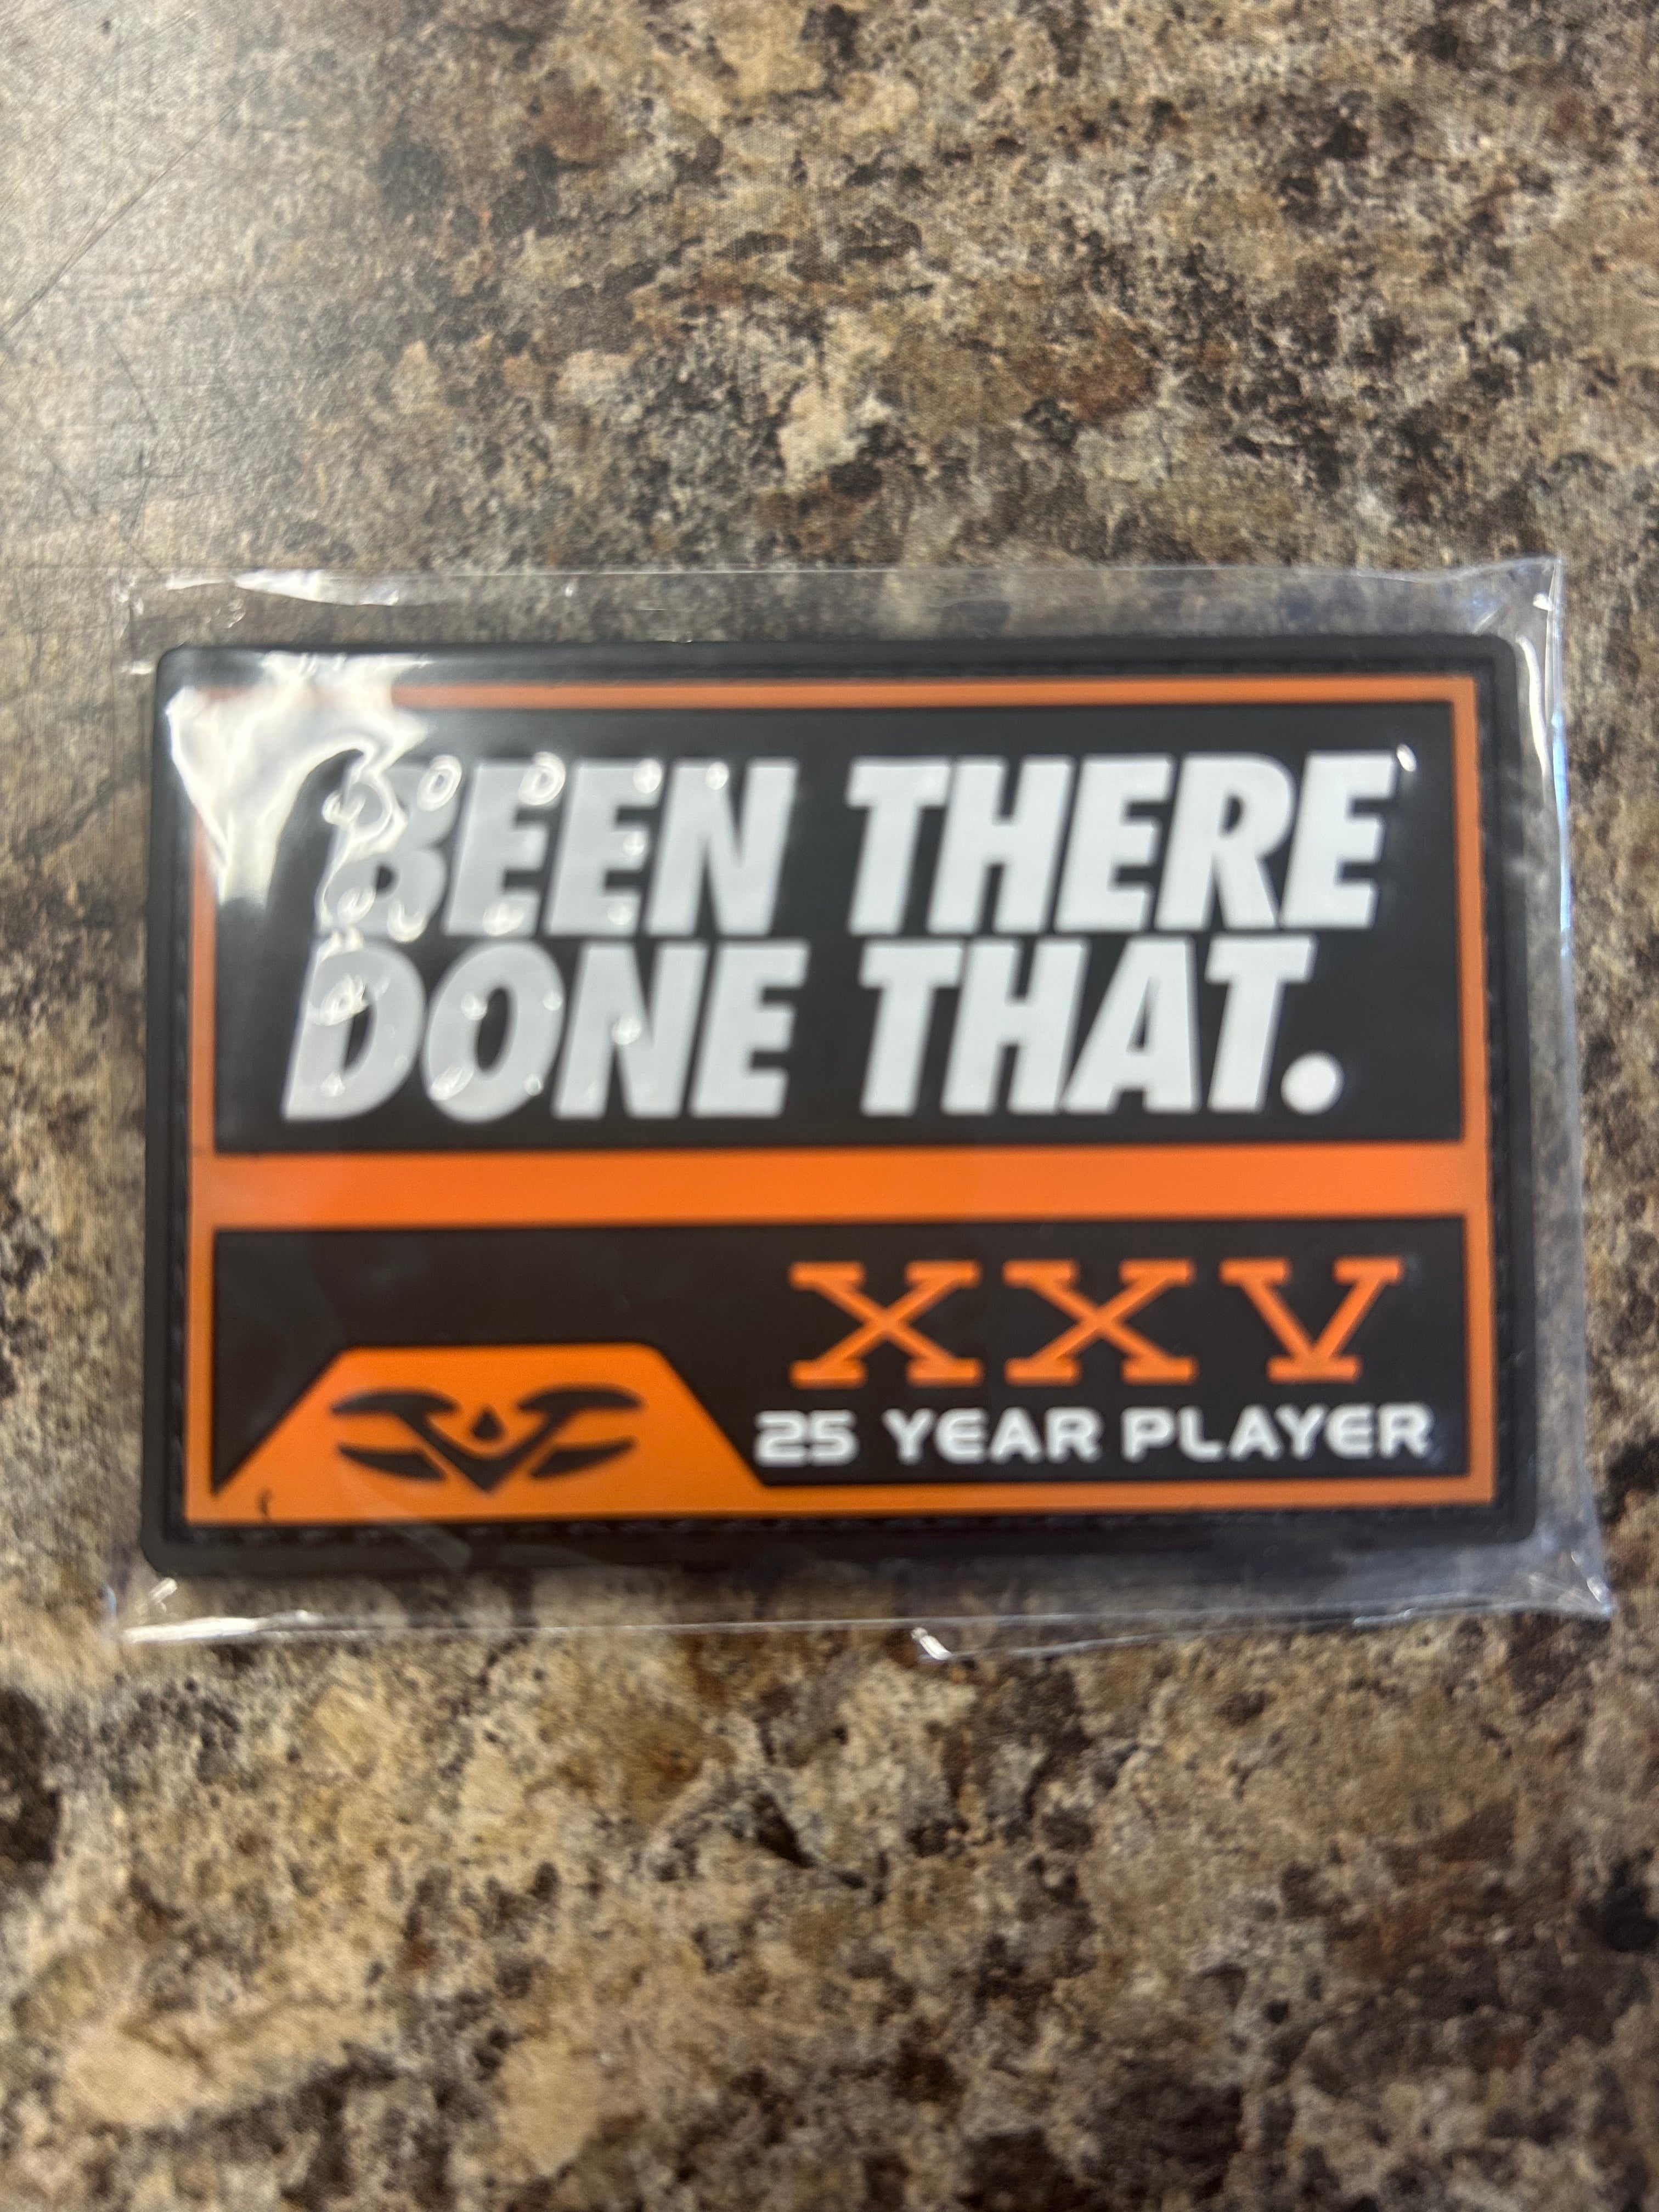 BEEN THERE
DONE THAT.
XXV
25 YEAR PLAYER